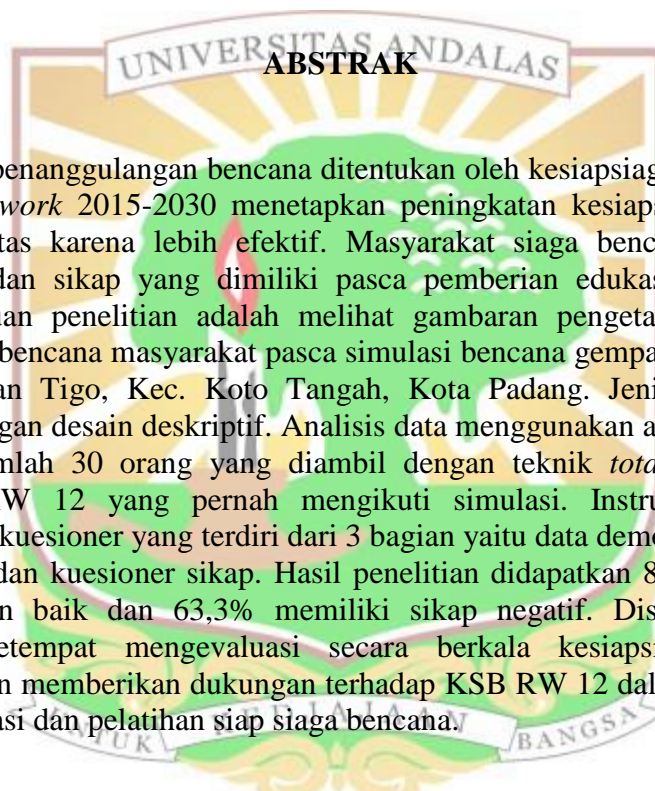 UNIVERSITAS ANDALAS
ABSTRAK
penanggulangan bencana ditentukan oleh kesiapsiag
work 2015-2030 menetapkan peningkatan kesiaps
tas karena lebih efektif. Masyarakat siaga benc
dan sikap yang dimiliki pasca pemberian edukas
uan penelitian adalah melihat gambaran pengeta
bencana masyarakat pasca simulasi bencana gempa
an Tigo, Kec. Koto Tangah, Kota Padang. Jeni
ngan desain deskriptif. Analisis data menggunakan a
mlah 30 orang yang diambil dengan teknik tota
RW 12 yang pernah mengikuti simulasi. Instru
kuesioner yang terdiri dari 3 bagian yaitu data demo
dan kuesioner sikap. Hasil penelitian didapatkan 8
n baik dan 63,3% memiliki sikap negatif. Dis
etempat mengevaluasi secara berkala kesiapsi
n memberikan dukungan terhadap KSB RW 12 dal
asi dan pelatihan siap siaga bencana.
UNTUK KEDJAJAAN BANGSA